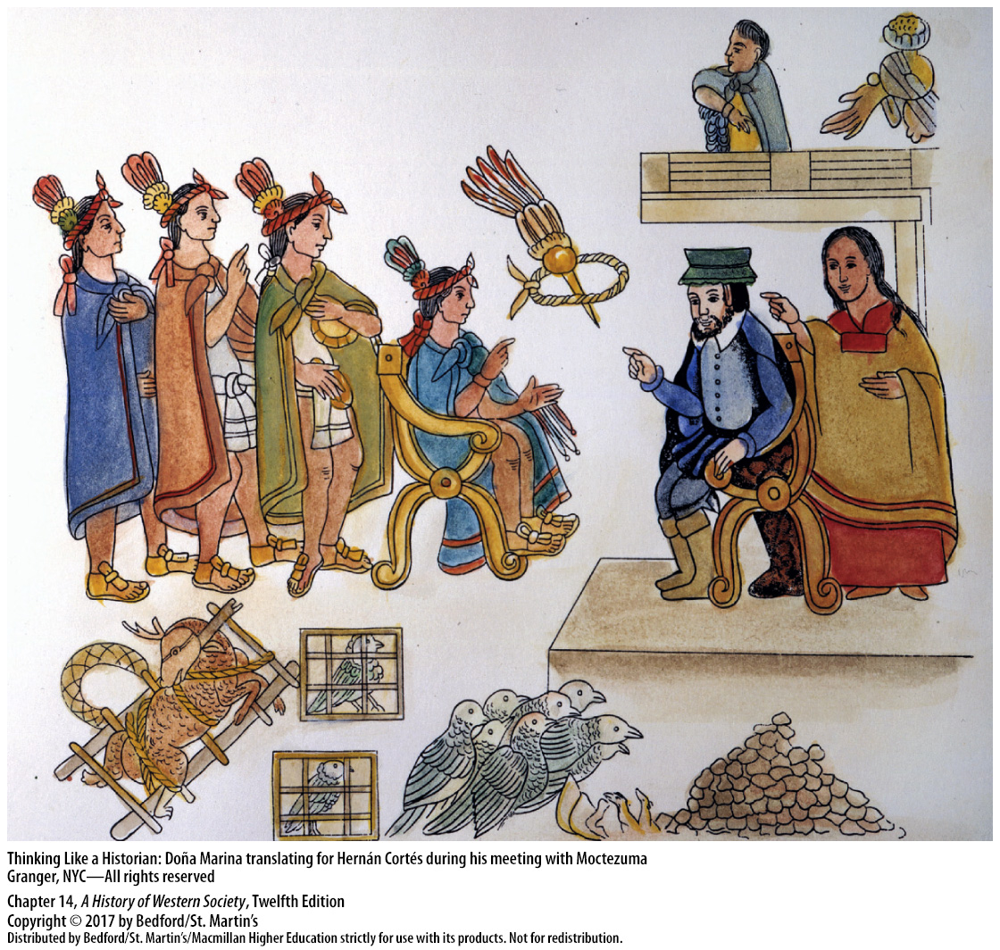 Thinking Like a Historian: Doña Marina translating for Hernán Cortés during his meeting with Moctezuma
Granger, NYC—All rights reserved
Chapter 14, A History of Western Society, Twelfth Edition
Copyright © 2017 by Bedford/St. Martin's
Distributed by Bedford/St. Martin's/Macmillan Higher Education strictly for use with its products. Not for redistribution.